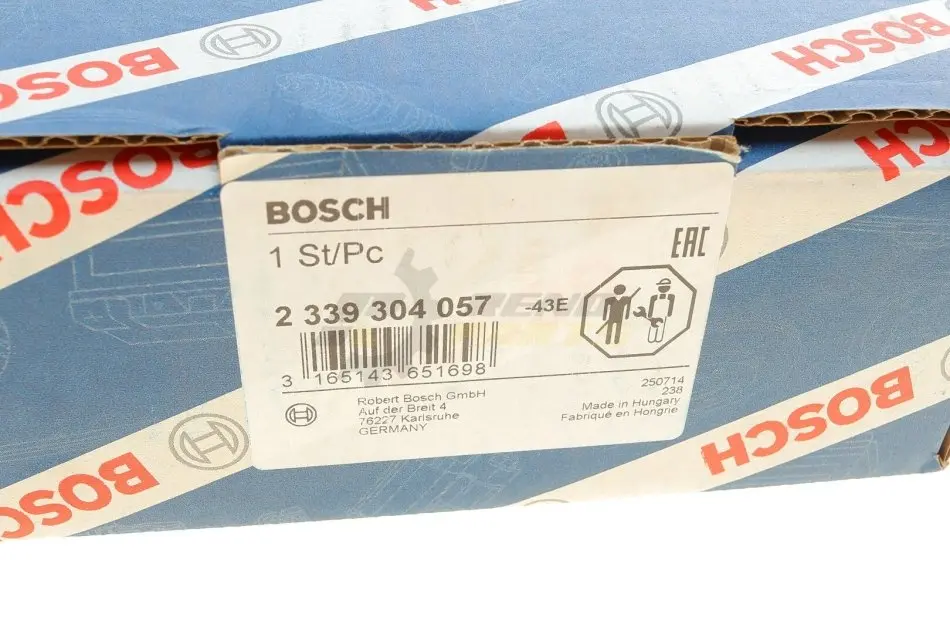 BOSCH
BOSCH
BOSCH
BOSCH
BOSCH
BOSCH
1 St/Pc
EAC
2 339 304 057 -43E
3 165143 651698
Robert Bosch GmbH
Auf der Breit 4
76227 Karlsruhe
GERMANY
250714
238
Made in Hungary
Fabriqué en Hongrie
BOSCH
BOSCH